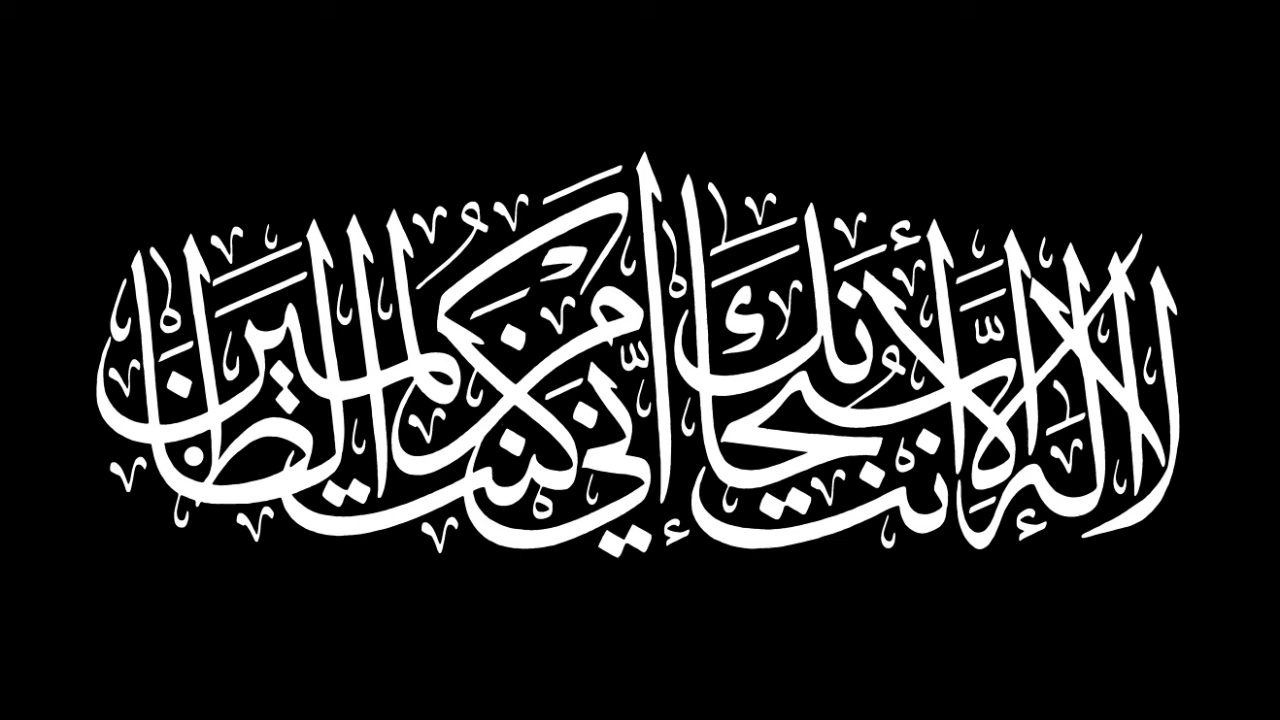 لا إله إلا أنت سبحانك إني كنت من الظالمين